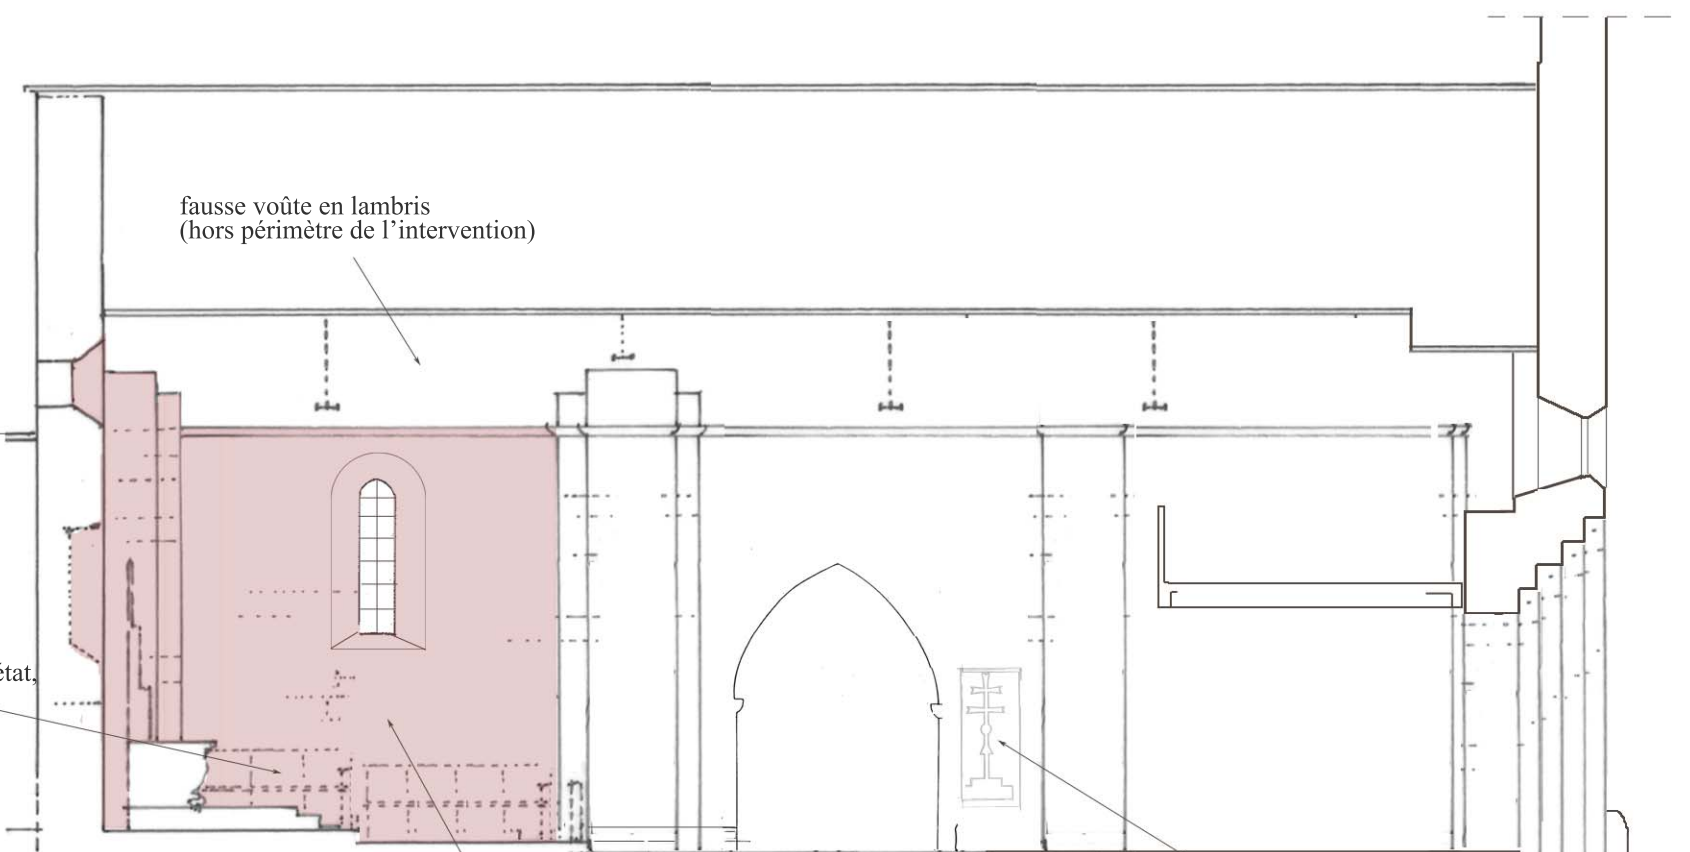 fausse voûte en lambris
(hors périmètre de l’intervention)
état,